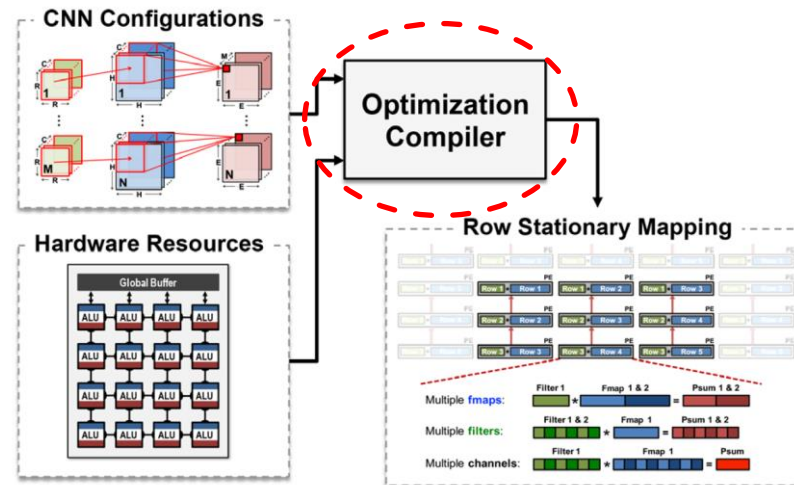 CNN Configurations
C
C
M
R
1
H
1
E
1
R
H
E
C
C
R
M
H
N
E
N
R
H
E
Optimization
Compiler
Hardware Resources
Global Buffer
ALU ALU ALU ALU
ALU ALU ALU ALU
ALU ALU ALU ALU
ALU ALU ALU ALU
Row Stationary Mapping
PE PE PE
Row 1 * Row 1 Row 1 * Row 2 Row 1 * Row 3
PE PE PE
Row 2 * Row 2 Row 2 * Row 3 Row 2 * Row 4
PE PE PE
Row 3 * Row 3 Row 3 * Row 4 Row 3 * Row 5
Filter 1 Fmap 1 & 2 Psum 1 & 2
Multiple fmaps: * =
Filter 1 & 2 Fmap 1 Psum 1 & 2
Multiple filters: * =
Filter 1 Fmap 1 Psum
Multiple channels: * =